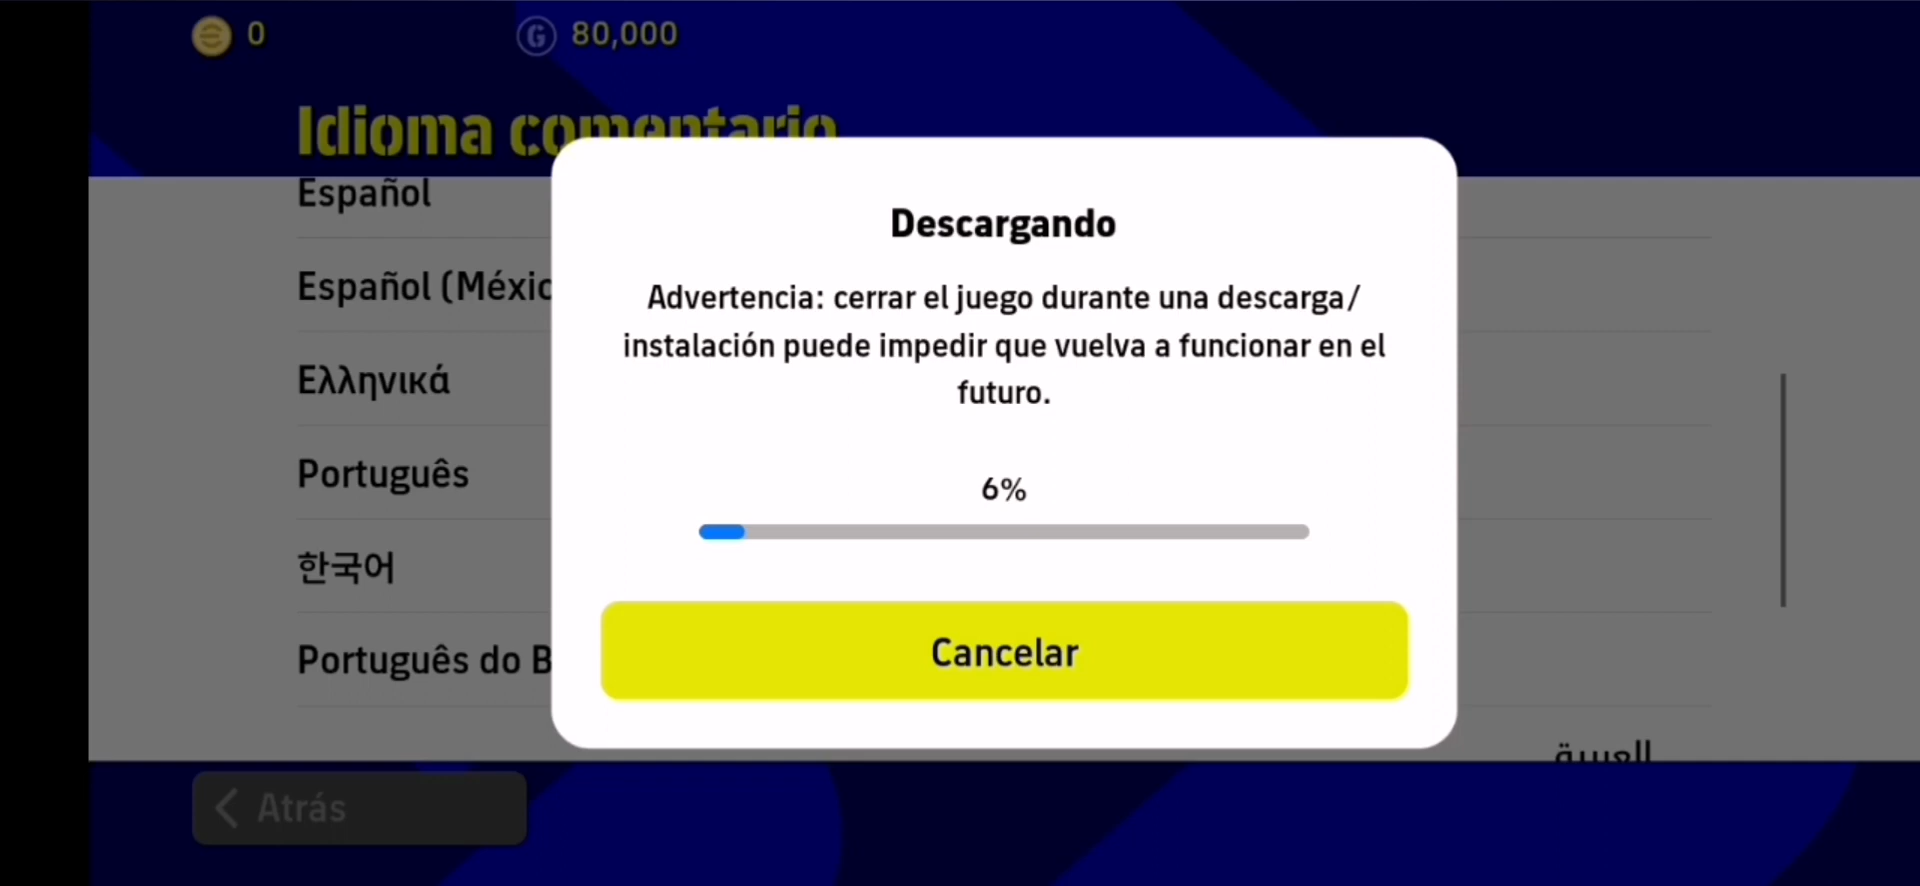 0
80,000
Idioma comentario
Español
Español (Méxic
Ελληνικά
Português
한국어
Português do B
العربية
Descargando
Advertencia: cerrar el juego durante una descarga/
instalación puede impedir que vuelva a funcionar en el
futuro.
6%
Cancelar
Atrás